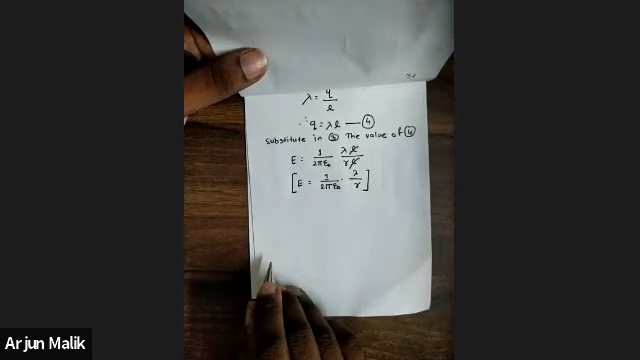 λ = q/l
∴ q = λl —— ④
Substitute in ③ The value of ④
E = 1/2πε₀ λl/rl
[E = 1/2πε₀ · λ/r]
Arjun Malik